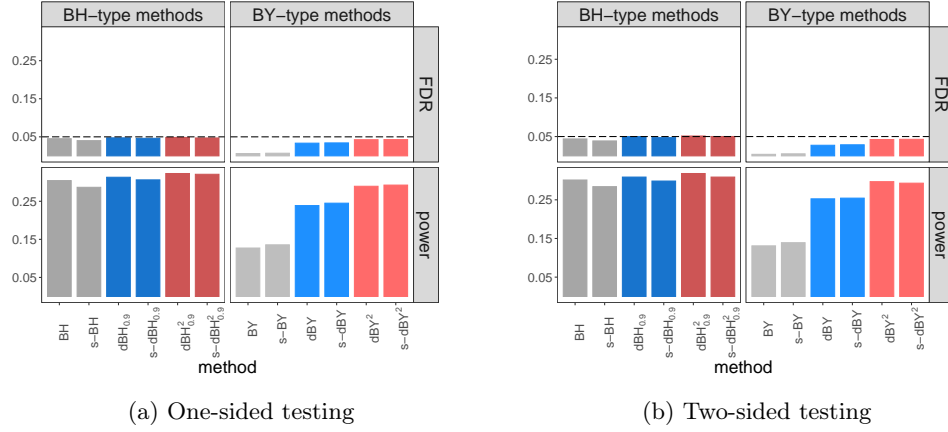 BH−type methods BY−type methods
0.25
0.15
0.05
FDR
0.25
0.15
0.05
power
BH s−BH dBH0.9 s−dBH0.9 dBH²0.9 s−dBH²0.9 BY s−BY dBY s−dBY dBY² s−dBY²
method
(a) One-sided testing
BH−type methods BY−type methods
0.25
0.15
0.05
FDR
0.25
0.15
0.05
power
BH s−BH dBH0.9 s−dBH0.9 dBH²0.9 s−dBH²0.9 BY s−BY dBY s−dBY dBY² s−dBY²
method
(b) Two-sided testing